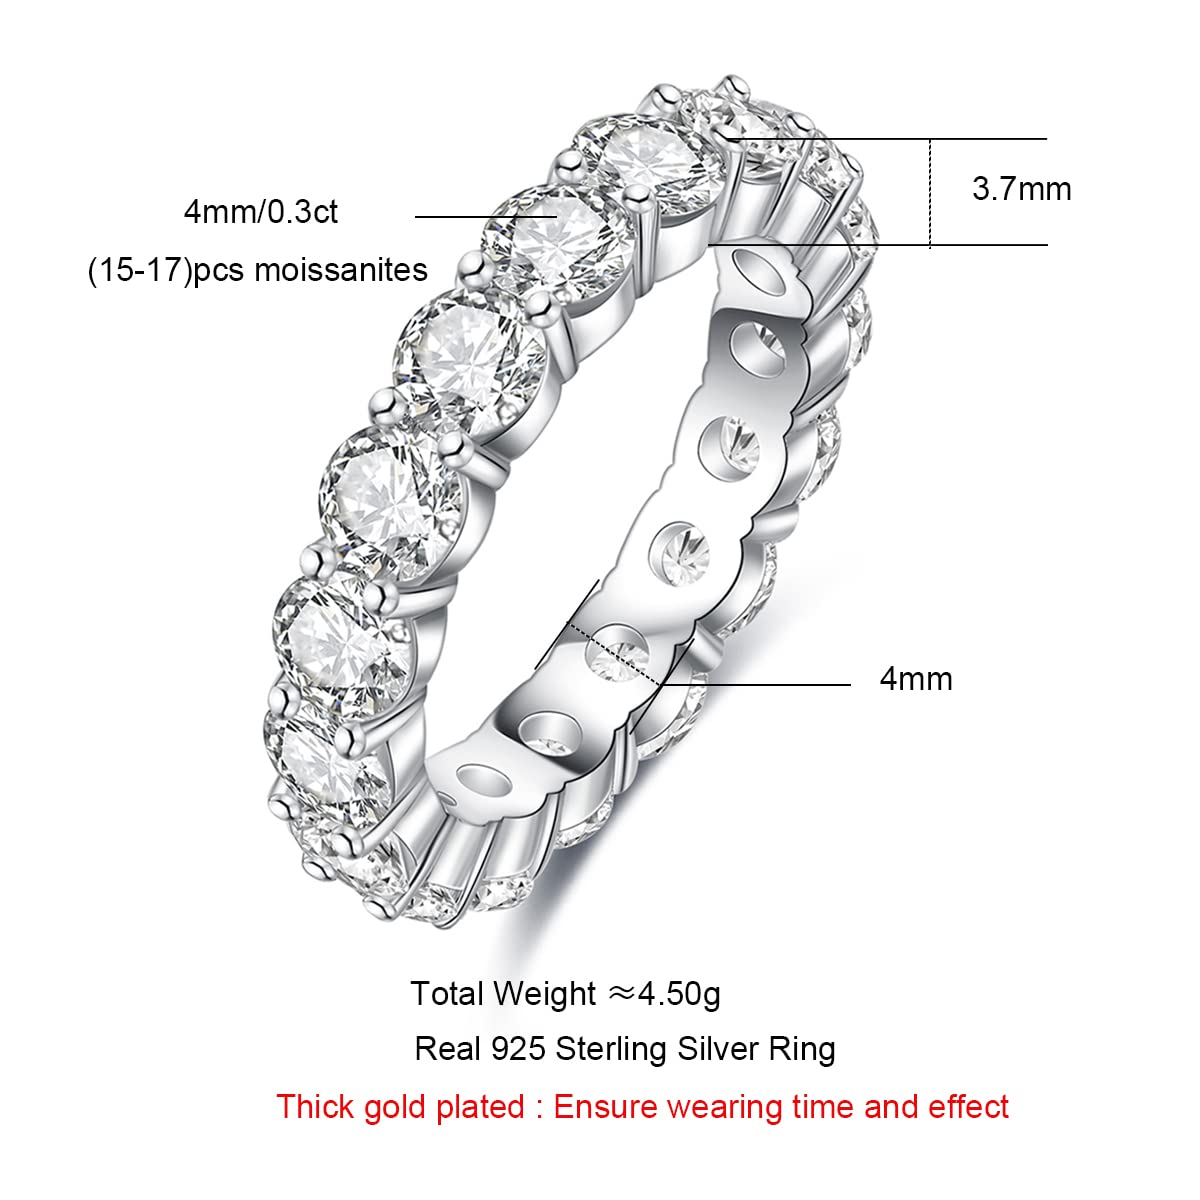 3.7mm
4mm/0.3ct
(15-17)pcs moissanites
4mm
Total Weight ≈4.50g
Real 925 Sterling Silver Ring
Thick gold plated : Ensure wearing time and effect